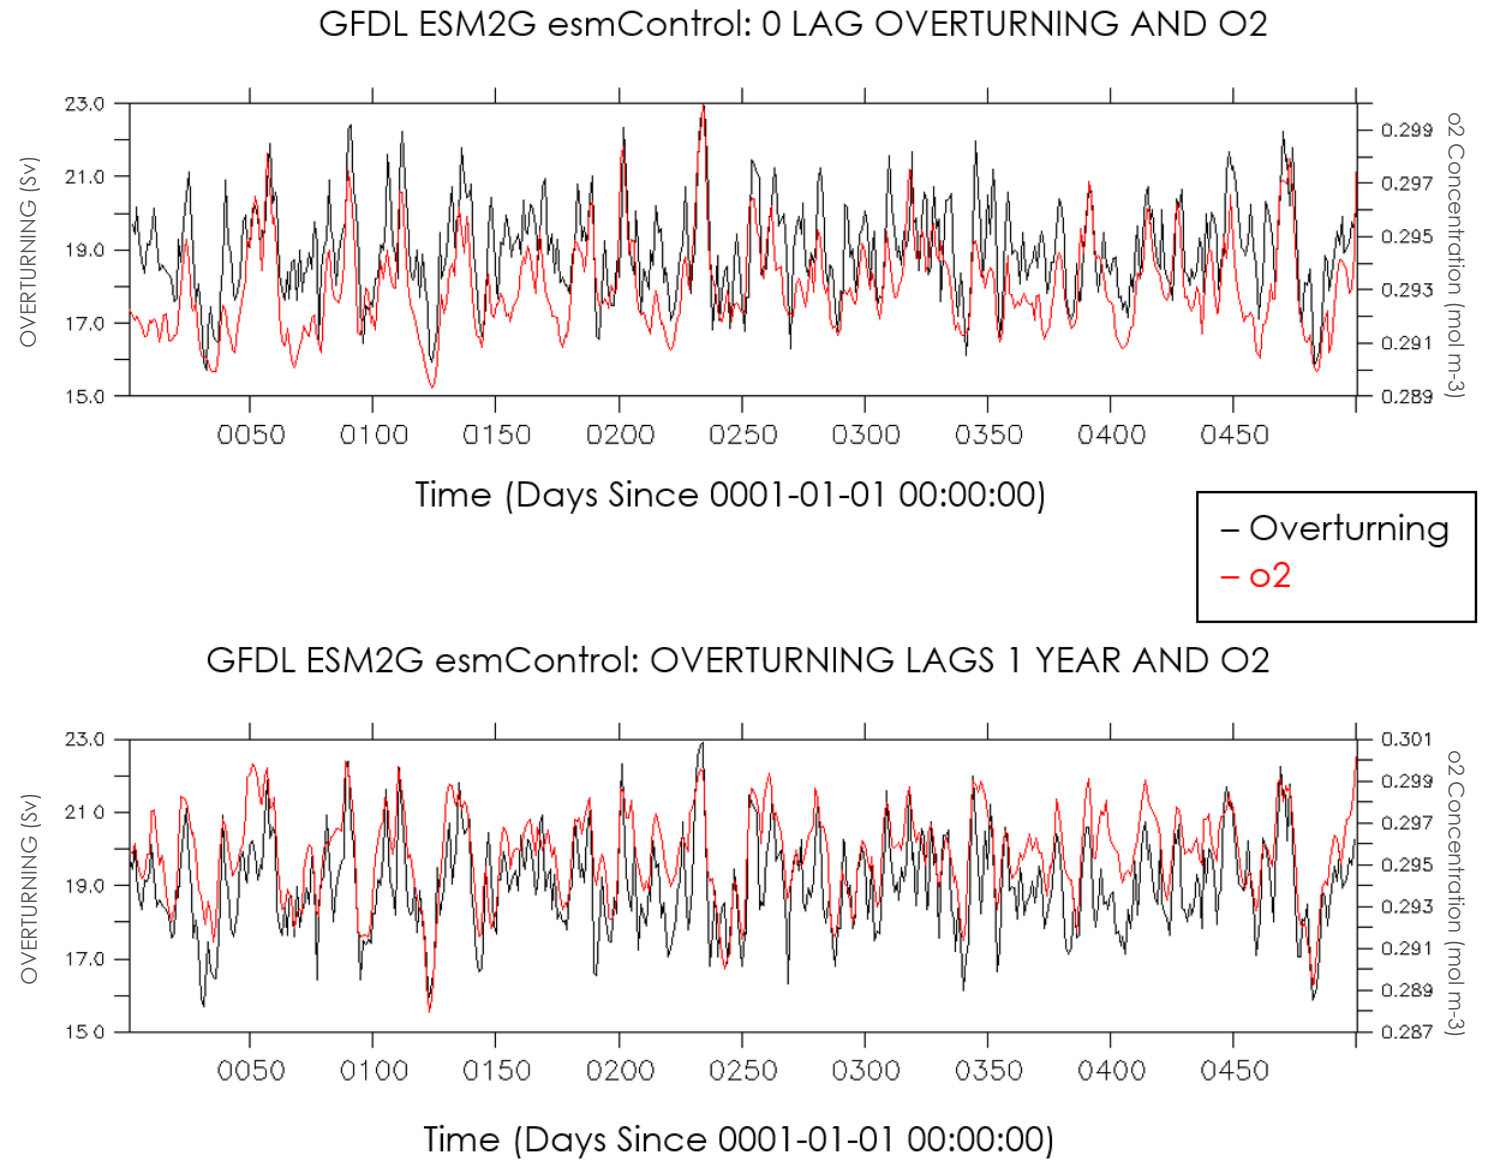 GFDL ESM2G esmControl: 0 LAG OVERTURNING AND O2
OVERTURNING (Sv)
23.0
21.0
19.0
17.0
15.0
0.299
0.297
0.295
0.293
0.291
0.289
o2 Concentration (mol m-3)
0050 0100 0150 0200 0250 0300 0350 0400 0450
Time (Days Since 0001-01-01 00:00:00)
– Overturning
– o2
GFDL ESM2G esmControl: OVERTURNING LAGS 1 YEAR AND O2
OVERTURNING (Sv)
23.0
21.0
19.0
17.0
15 0
0.301
0.299
0.297
0.295
0.293
0.291
0.289
0.287
o2 Concentration (mol m-3)
0050 0100 0150 0200 0250 0300 0350 0400 0450
Time (Days Since 0001-01-01 00:00:00)